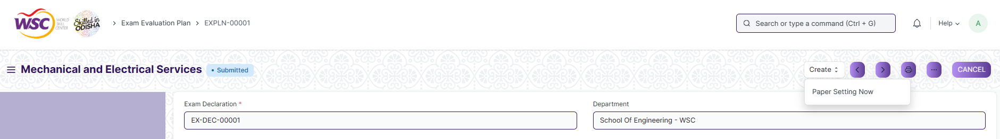 WSC WORLD SKILL CENTER
Skilled in ODISHA
Exam Evaluation Plan
EXPLN-00001
Search or type a command (Ctrl + G)
Help
A
Mechanical and Electrical Services
• Submitted
Create
CANCEL
Paper Setting Now
Exam Declaration *
Department
EX-DEC-00001
School Of Engineering - WSC